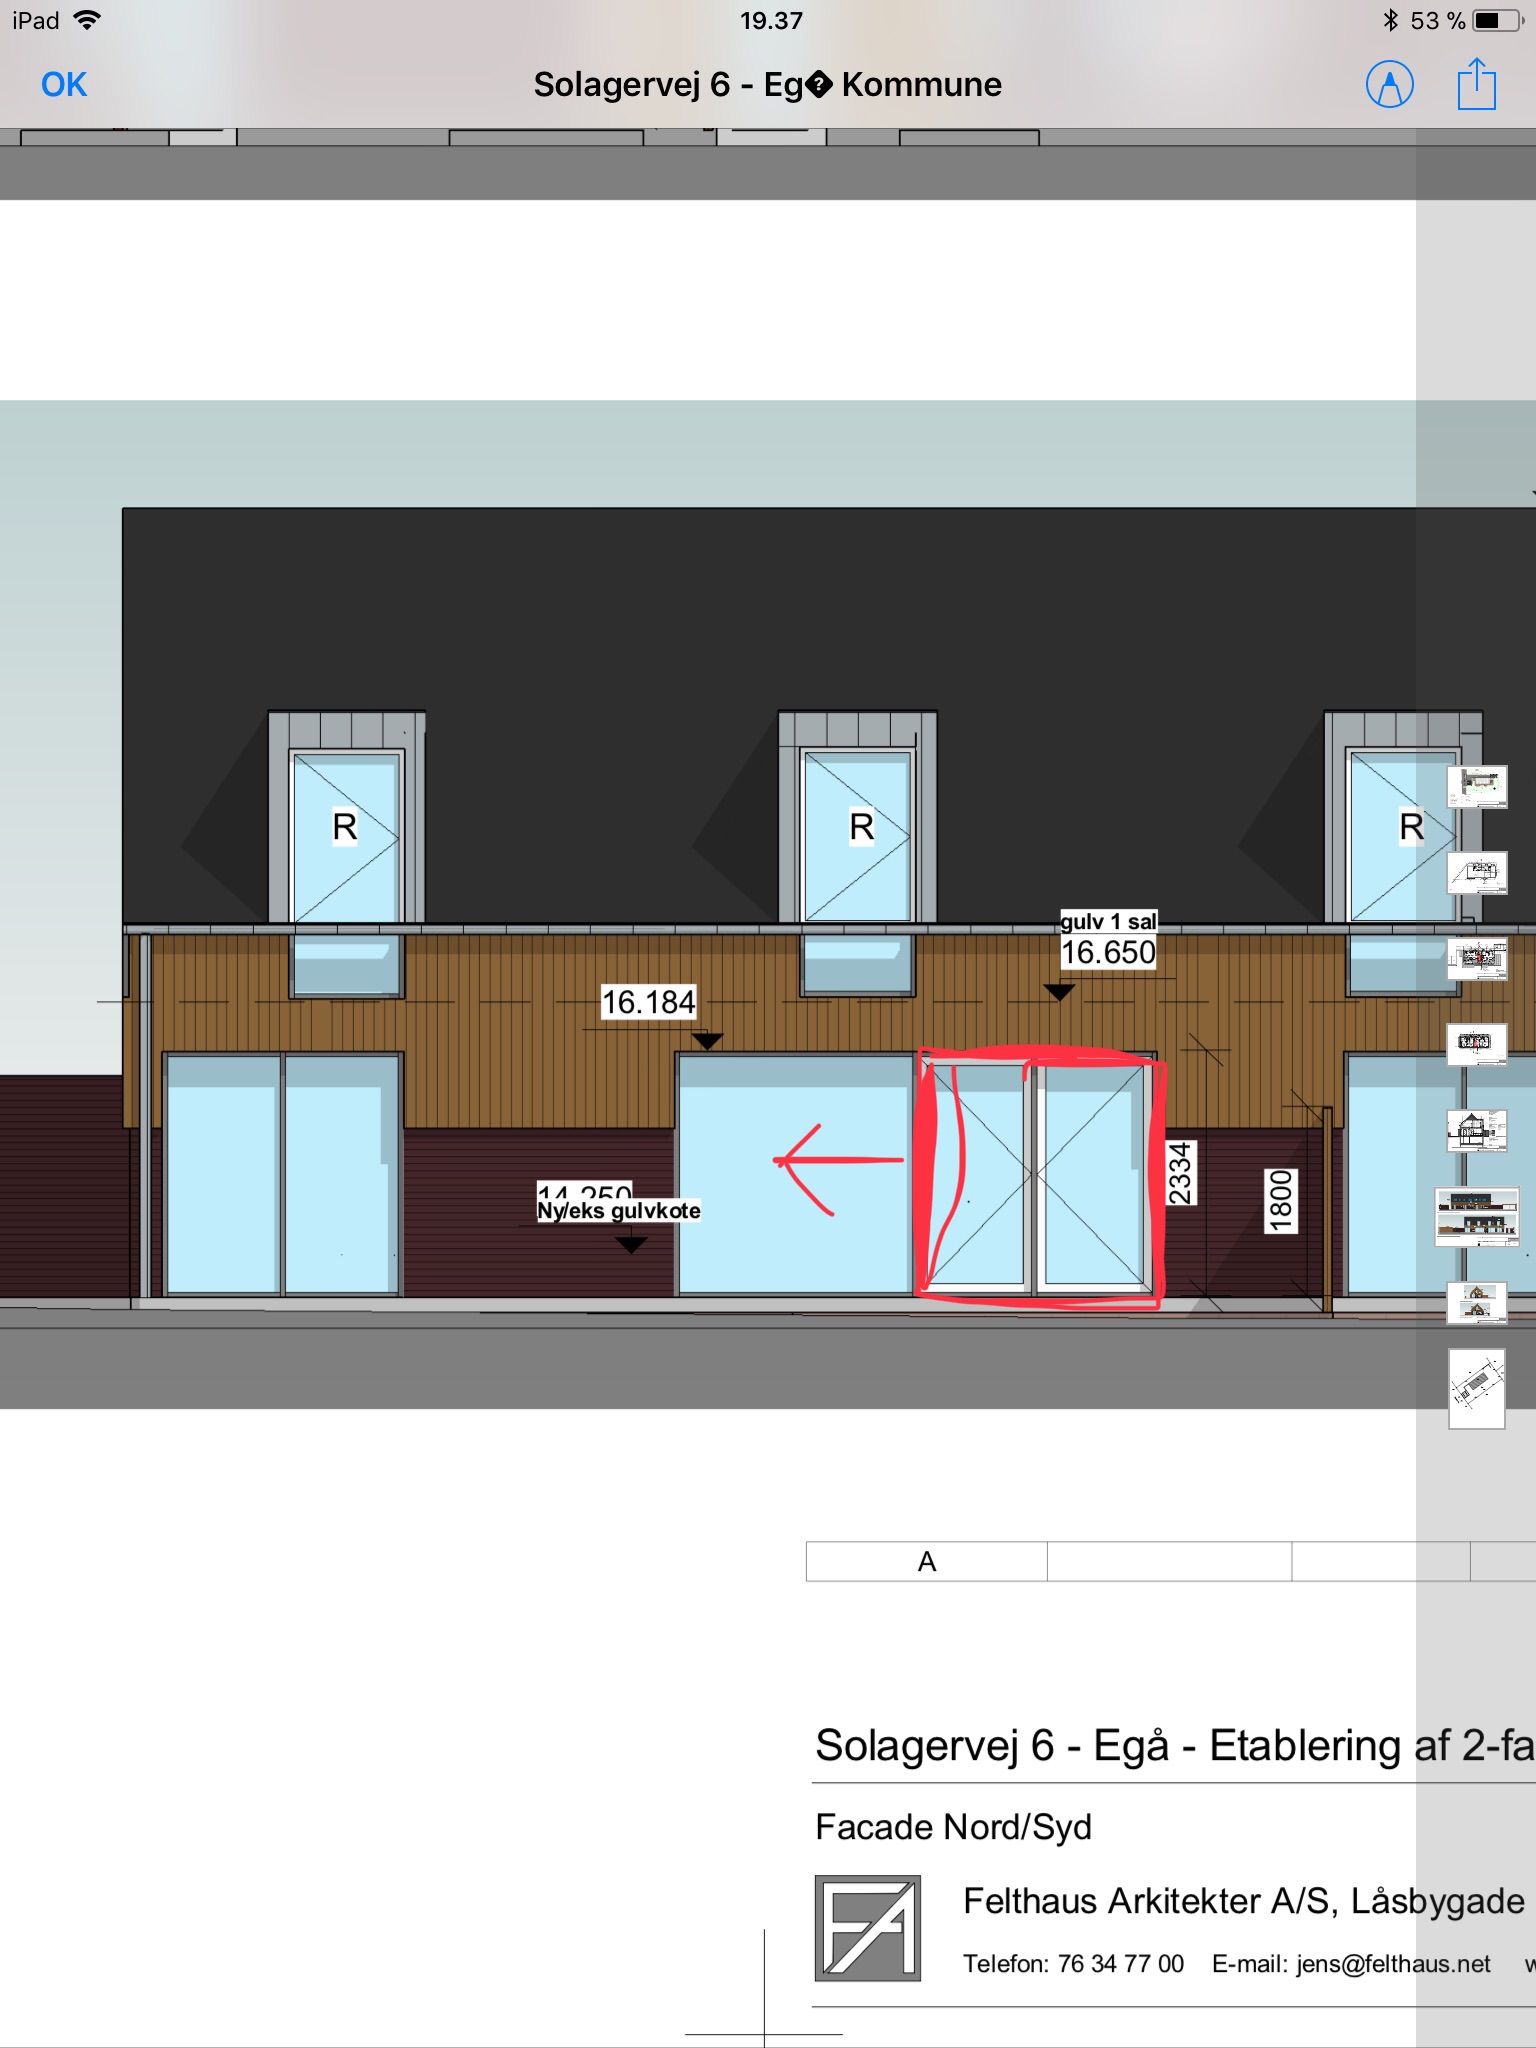 iPad 19.37 53 %
OK Solagervej 6 - Eg� Kommune
R R R
gulv 1 sal
16.650
16.184
2334
1800
14.250
Ny/eks gulvkote
A
Solagervej 6 - Egå - Etablering af 2-fa
Facade Nord/Syd
FA
Felthaus Arkitekter A/S, Låsbygade
Telefon: 76 34 77 00 E-mail: jens@felthaus.net w